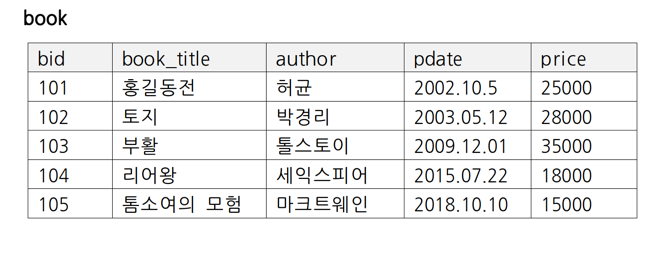 book
bid book_title author pdate price
101 홍길동전 허균 2002.10.5 25000
102 토지 박경리 2003.05.12 28000
103 부활 톨스토이 2009.12.01 35000
104 리어왕 세익스피어 2015.07.22 18000
105 톰소여의 모험 마크트웨인 2018.10.10 15000